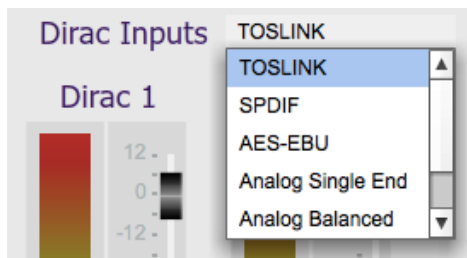 Dirac Inputs TOSLINK
TOSLINK
SPDIF
AES-EBU
Analog Single End
Analog Balanced
Dirac 1
12
0
-12